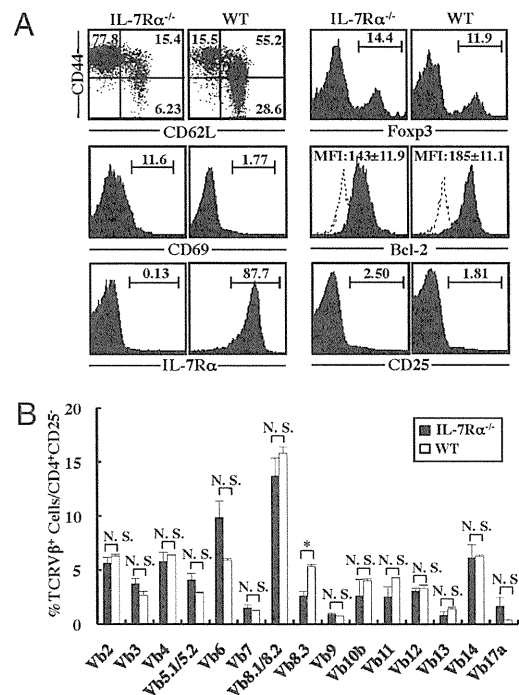 A
IL-7Rα-/- WT
IL-7Rα-/- WT
77.8 15.4 15.5 55.2
6.23 28.6
CD44
CD62L
14.4 11.9
Foxp3
11.6 1.77
CD69
MFI:143±11.9 MFI:185±11.1
Bcl-2
0.13 87.7
IL-7Rα
2.50 1.81
CD25
B
%TCRVβ+ Cells/CD4+CD25-
20
15
10
5
0
IL-7Rα-/-
WT
N. S. N. S. N. S. N. S. N. S. N. S. N. S. * N. S. N. S. N. S. N. S. N. S. N. S. N. S.
Vb2 Vb3 Vb4 Vb5.1/5.2 Vb6 Vb7 Vb8.1/8.2 Vb8.3 Vb9 Vb10b Vb11 Vb12 Vb13 Vb14 Vb17a